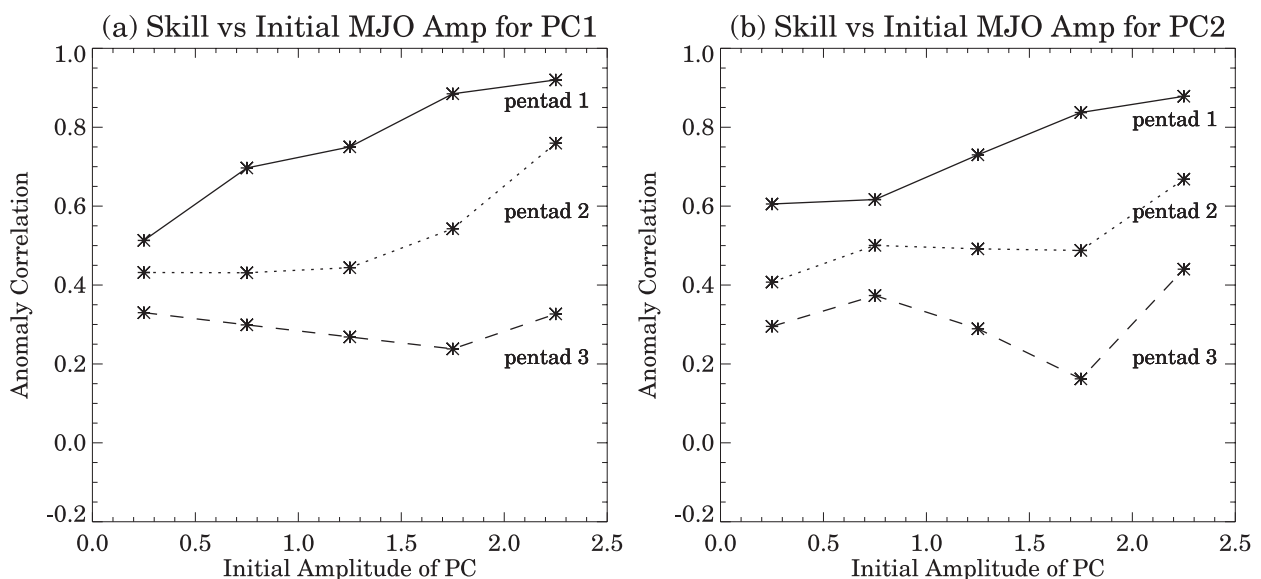 (a) Skill vs Initial MJO Amp for PC1
1.0
0.8
0.6
0.4
0.2
0.0
-0.2
Anomaly Correlation
pentad 1
pentad 2
pentad 3
0.0 0.5 1.0 1.5 2.0 2.5
Initial Amplitude of PC
(b) Skill vs Initial MJO Amp for PC2
1.0
0.8
0.6
0.4
0.2
0.0
-0.2
Anomaly Correlation
pentad 1
pentad 2
pentad 3
0.0 0.5 1.0 1.5 2.0 2.5
Initial Amplitude of PC